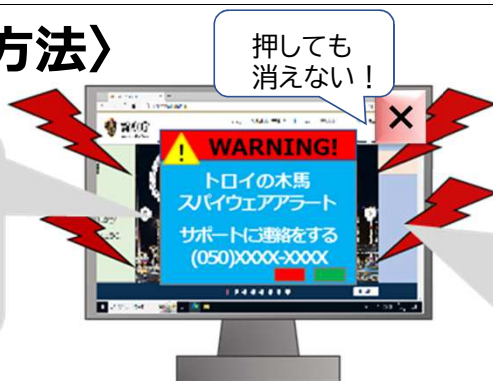 方法〉
押しても
消えない！
×
WARNING!
トロイの木馬
スパイウェアアラート
サポートに連絡をする
(050)XXXX-XXXX